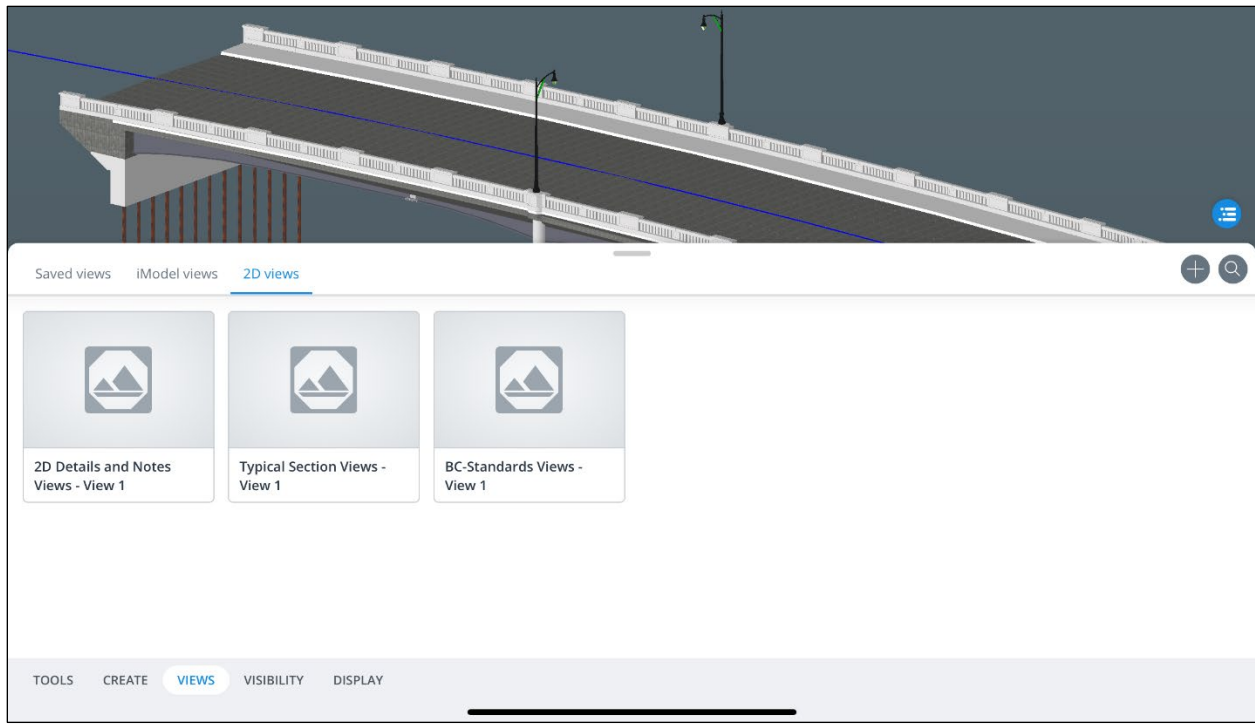 Saved views iModel views 2D views
2D Details and Notes
Views - View 1
Typical Section Views -
View 1
BC-Standards Views -
View 1
TOOLS CREATE VIEWS VISIBILITY DISPLAY